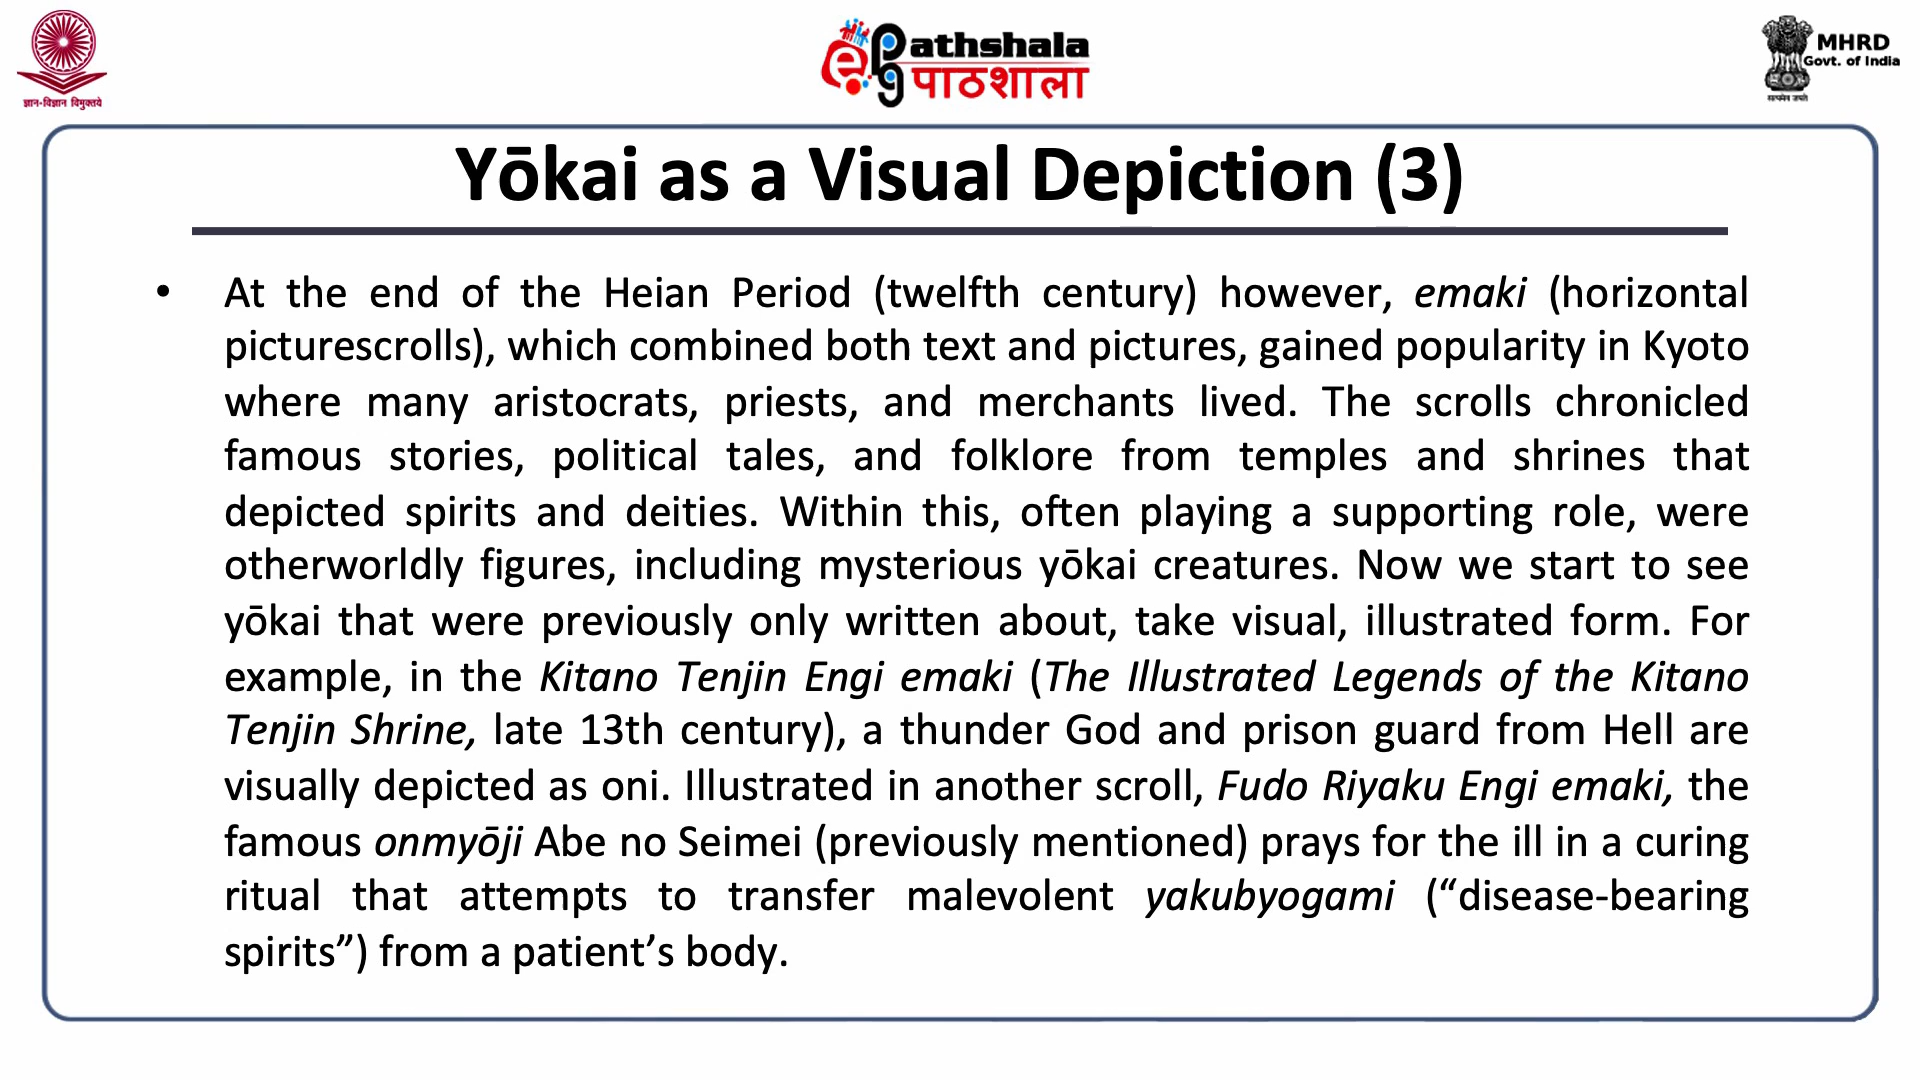 ज्ञान-विज्ञान विमुक्तये
e
pg
athshala
पाठशाला
MHRD
Govt. of India
सत्यमेव जयते
Yōkai as a Visual Depiction (3)
• At the end of the Heian Period (twelfth century) however, emaki (horizontal
picturescrolls), which combined both text and pictures, gained popularity in Kyoto
where many aristocrats, priests, and merchants lived. The scrolls chronicled
famous stories, political tales, and folklore from temples and shrines that
depicted spirits and deities. Within this, often playing a supporting role, were
otherworldly figures, including mysterious yōkai creatures. Now we start to see
yōkai that were previously only written about, take visual, illustrated form. For
example, in the Kitano Tenjin Engi emaki (The Illustrated Legends of the Kitano
Tenjin Shrine, late 13th century), a thunder God and prison guard from Hell are
visually depicted as oni. Illustrated in another scroll, Fudo Riyaku Engi emaki, the
famous onmyōji Abe no Seimei (previously mentioned) prays for the ill in a curing
ritual that attempts to transfer malevolent yakubyogami (“disease-bearing
spirits”) from a patient’s body.